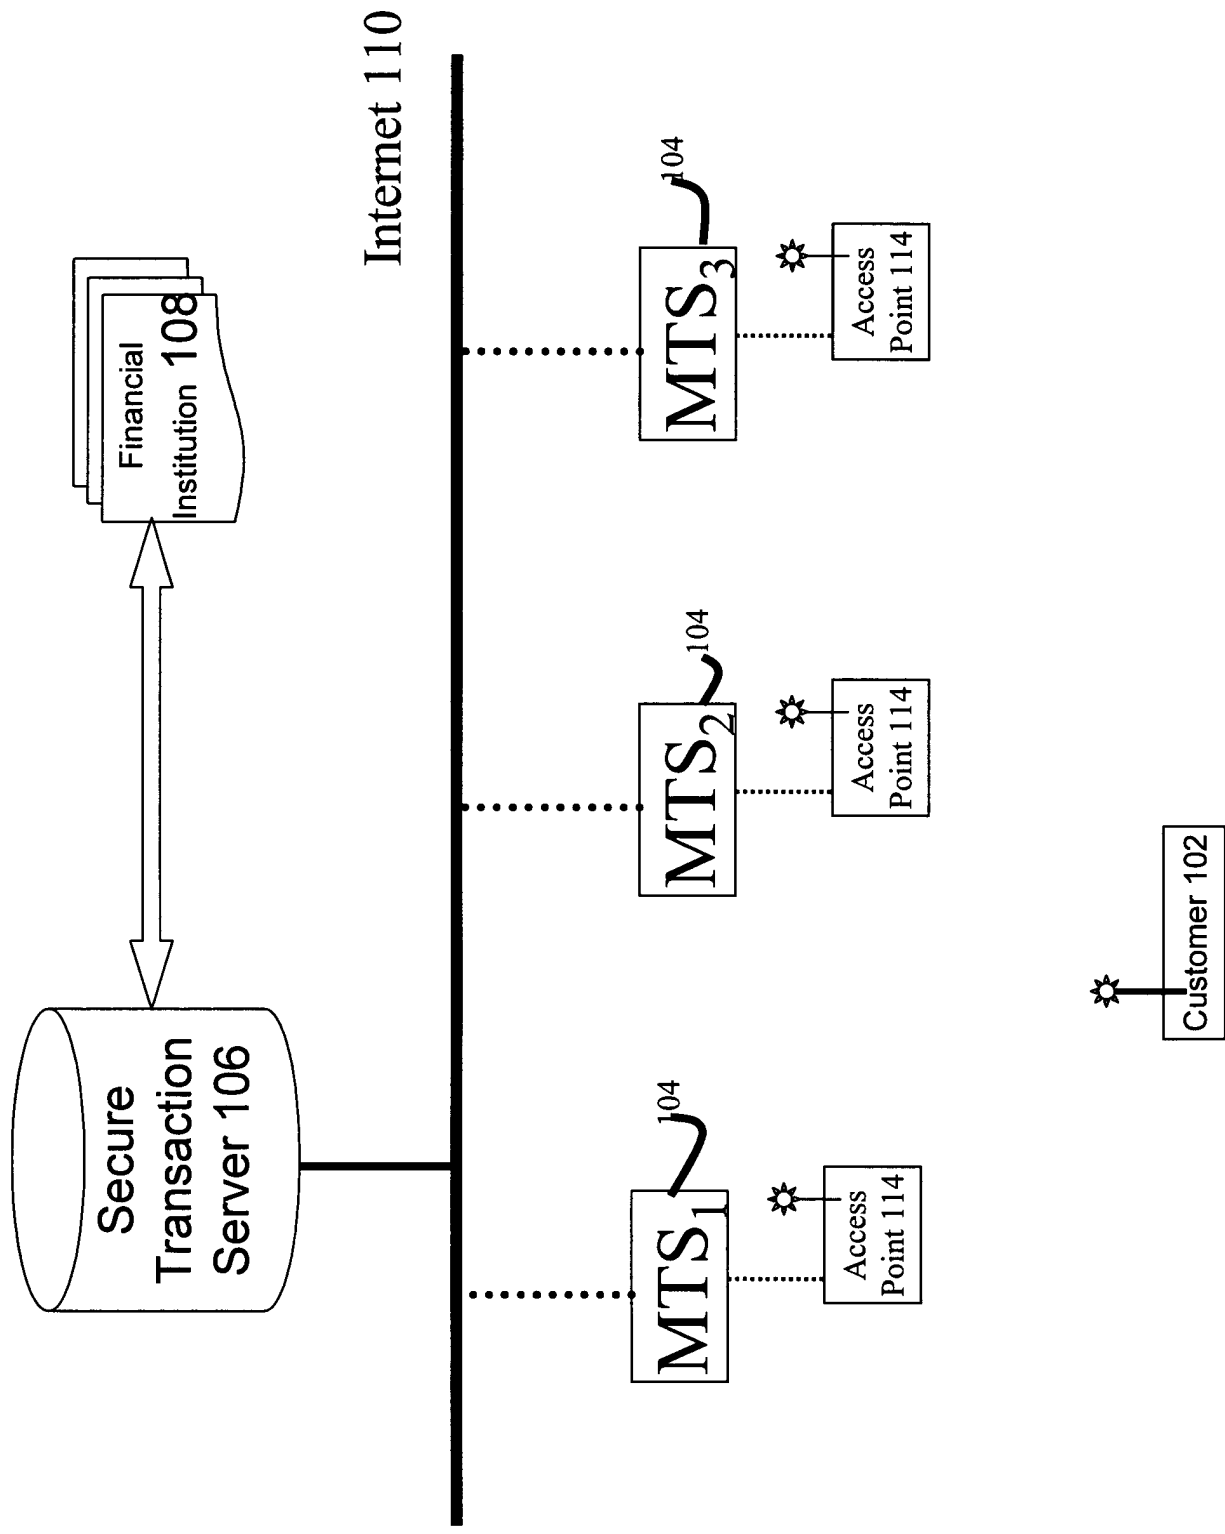 Secure
Transaction
Server 106
Financial
Institution 108
Internet 110
MTS1
104
MTS2
104
MTS3
104
Access
Point 114
Access
Point 114
Access
Point 114
Customer 102